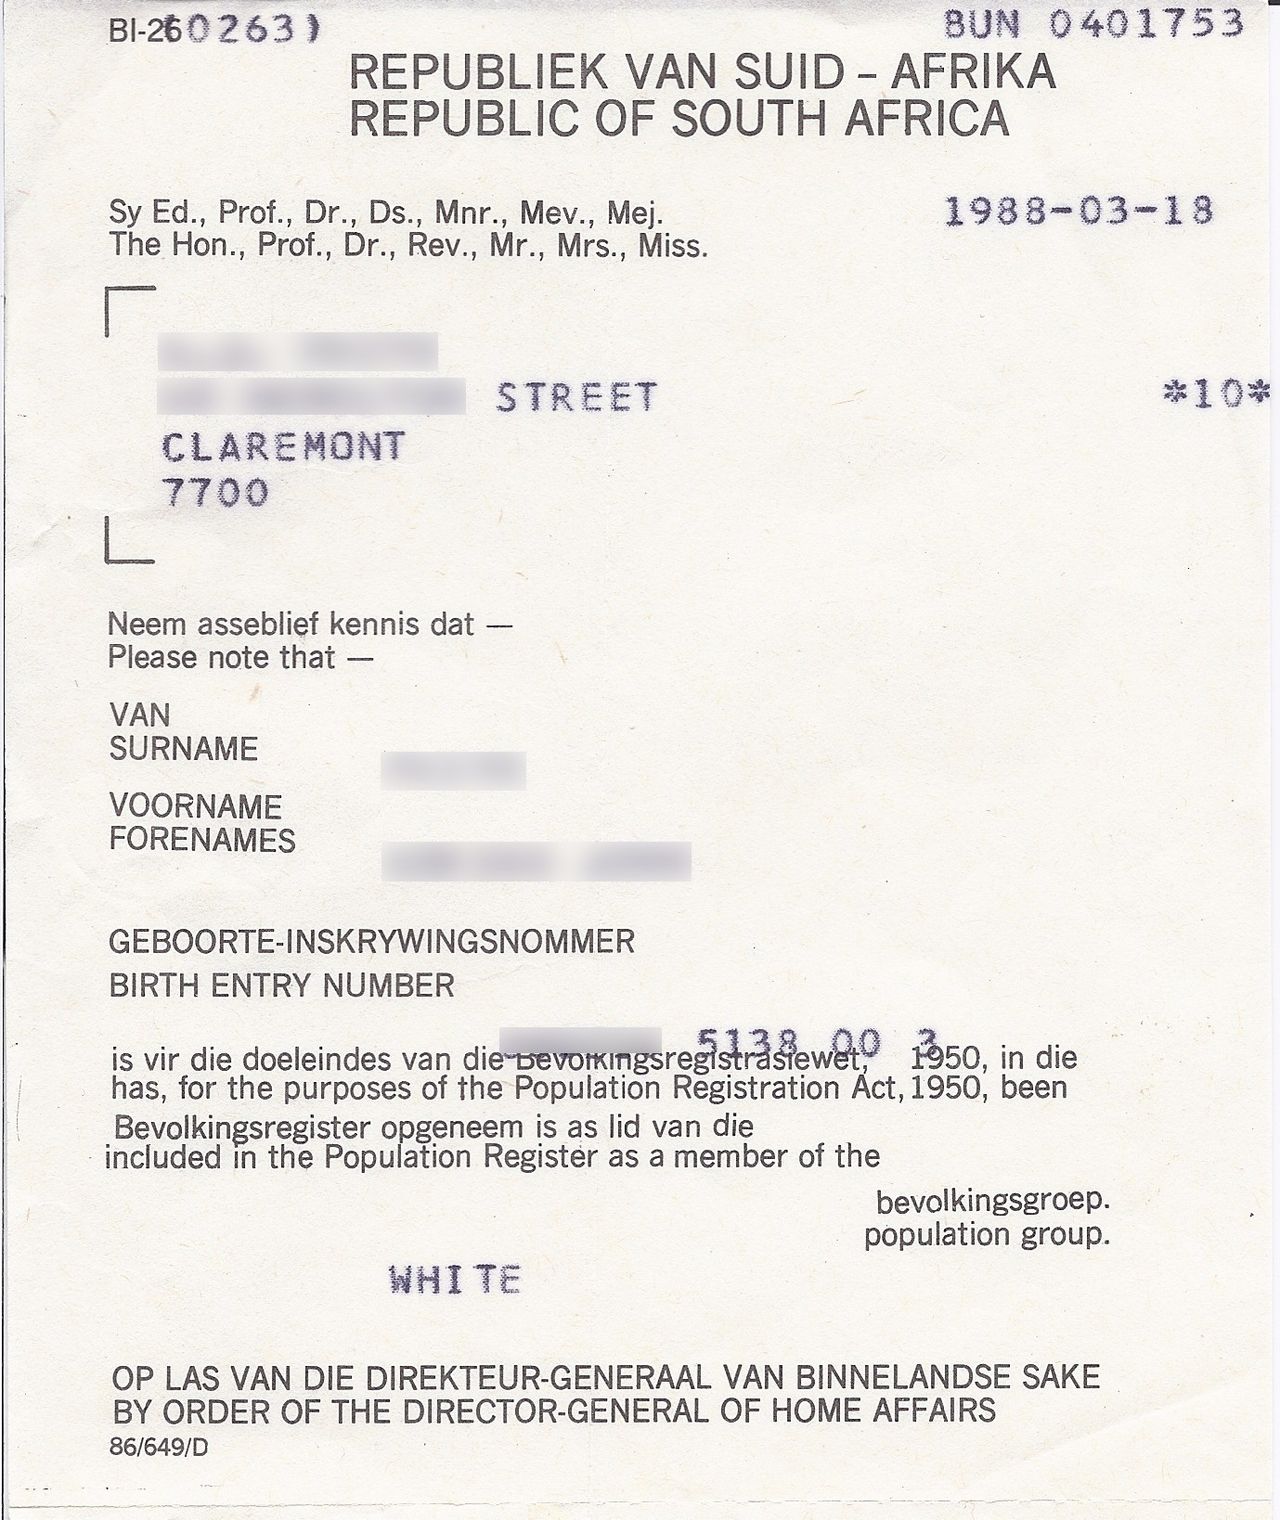 BI-26 (0263) BUN 0401753
REPUBLIEK VAN SUID – AFRIKA
REPUBLIC OF SOUTH AFRICA
Sy Ed., Prof., Dr., Ds., Mnr., Mev., Mej. 1988-03-18
The Hon., Prof., Dr., Rev., Mr., Mrs., Miss.
STREET *10*
CLAREMONT
7700
Neem asseblief kennis dat —
Please note that —
VAN
SURNAME
VOORNAME
FORENAMES
GEBOORTE-INSKRYWINGSNOMMER
BIRTH ENTRY NUMBER
5138 00 3
is vir die doeleindes van die Bevolkingsregistrasiewet, 1950, in die
has, for the purposes of the Population Registration Act, 1950, been
Bevolkingsregister opgeneem is as lid van die
included in the Population Register as a member of the
bevolkingsgroep.
population group.
WHITE
OP LAS VAN DIE DIREKTEUR-GENERAAL VAN BINNELANDSE SAKE
BY ORDER OF THE DIRECTOR-GENERAL OF HOME AFFAIRS
86/649/D